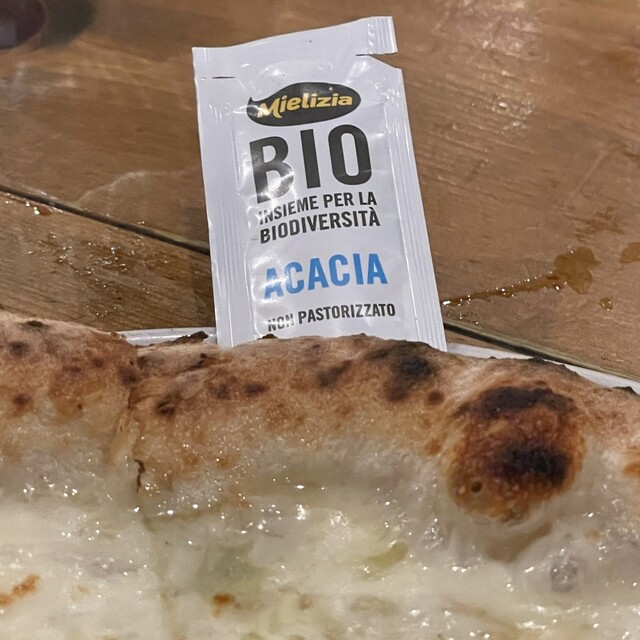 Mielizia
BIO
INSIEME PER LA
BIODIVERSITÀ
ACACIA
NON PASTORIZZATO